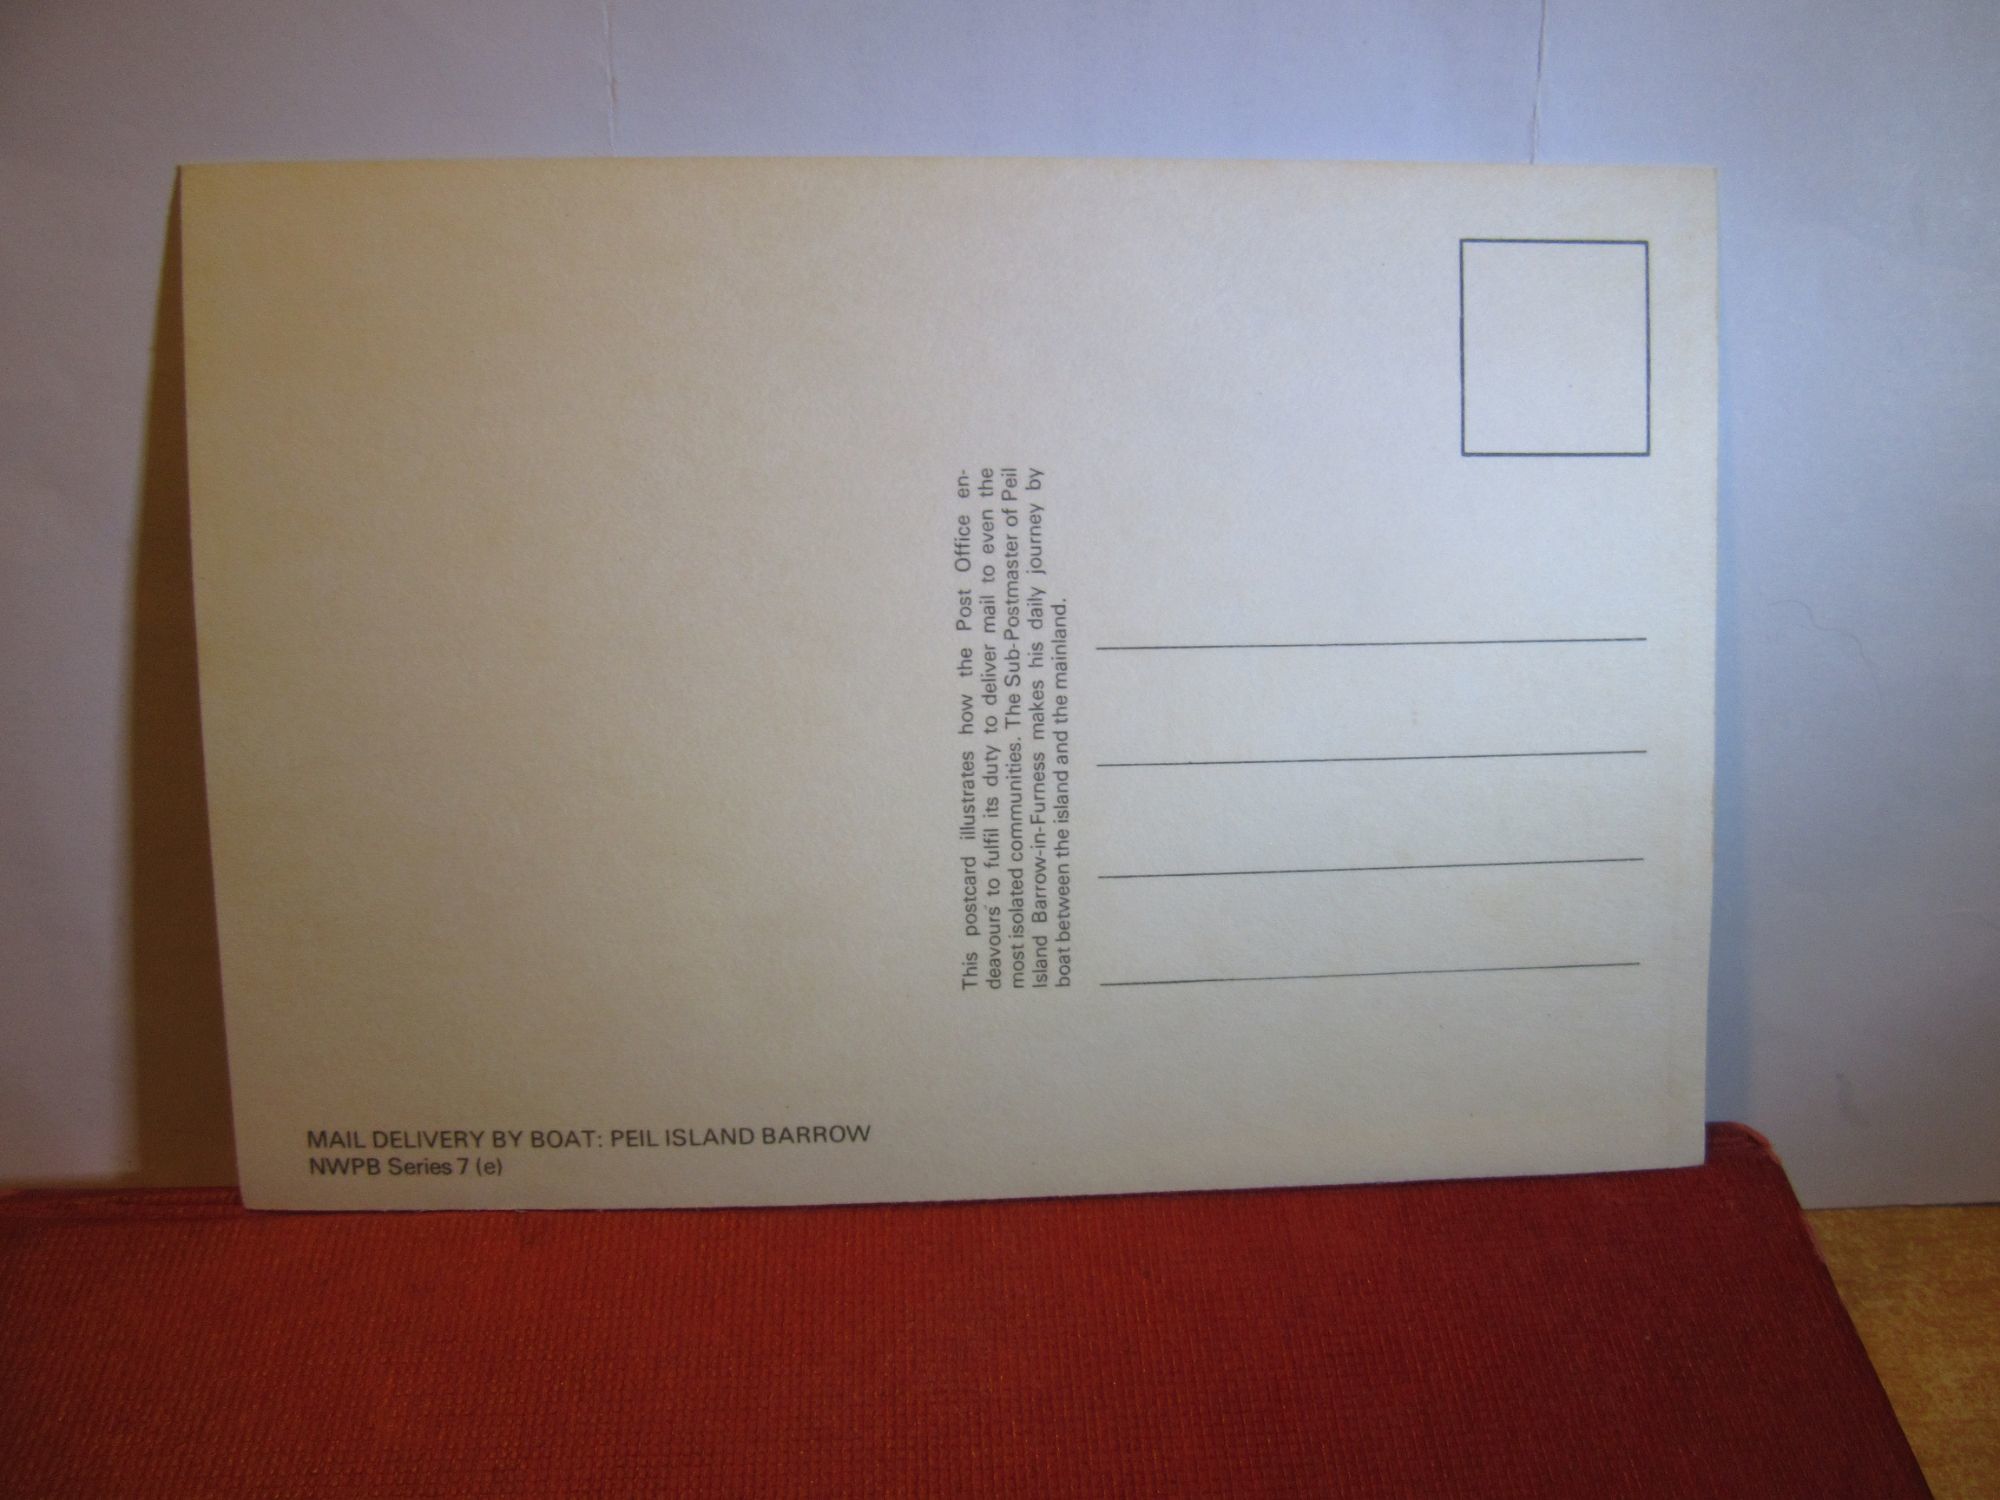 This postcard illustrates how the Post Office en-
deavours to fulfil its duty to deliver mail to even the
most isolated communities. The Sub-Postmaster of Peil
Island Barrow-in-Furness makes his daily journey by
boat between the island and the mainland.
MAIL DELIVERY BY BOAT: PEIL ISLAND BARROW
NWPB Series 7 (e)